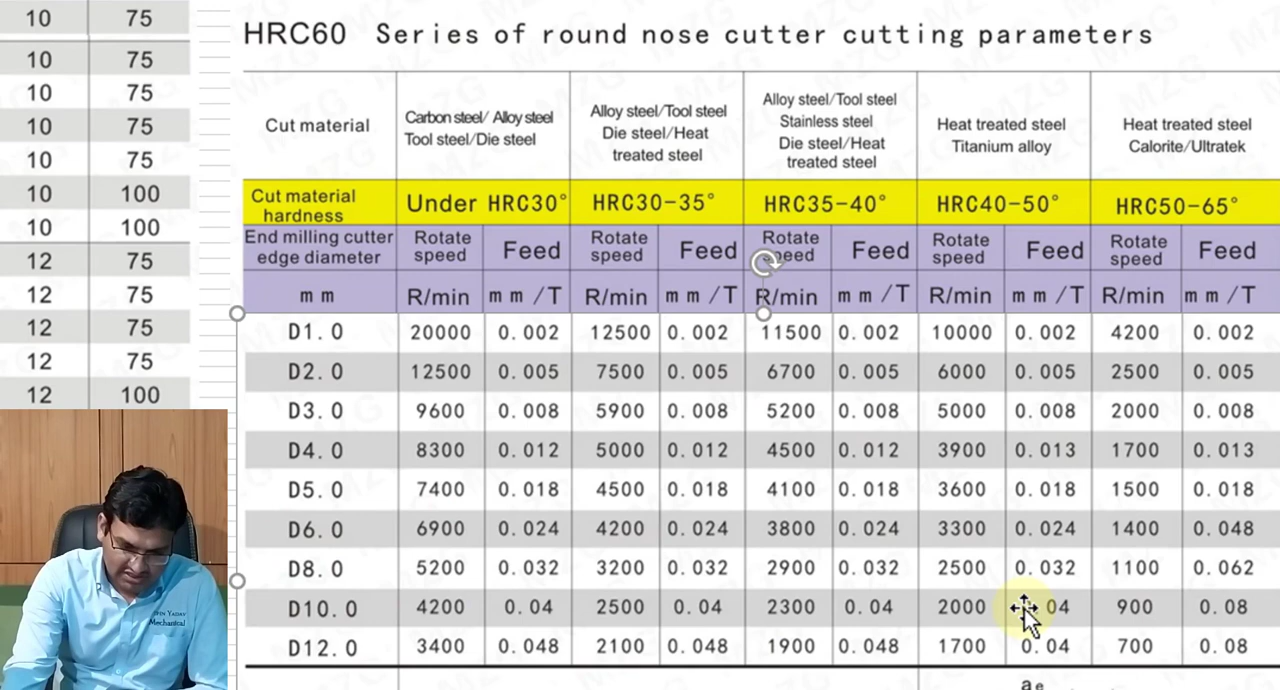 10 75
10 75
10 75
10 75
10 75
10 100
10 100
12 75
12 75
12 75
12 75
12 100
HRC60 Series of round nose cutter cutting parameters
Cut material
Carbon steel/ Alloy steel
Tool steel/Die steel
Alloy steel/Tool steel
Die steel/Heat
treated steel
Alloy steel/Tool steel
Stainless steel
Die steel/Heat
treated steel
Heat treated steel
Titanium alloy
Heat treated steel
Calorite/Ultratek
Cut material
hardness
Under HRC30° HRC30-35° HRC35-40° HRC40-50° HRC50-65°
End milling cutter
edge diameter
Rotate
speed
Feed
Rotate
speed
Feed
Rotate
speed
Feed
Rotate
speed
Feed
Rotate
speed
Feed
mm R/min mm/T R/min mm/T R/min mm/T R/min mm/T R/min mm/T
D1.0 20000 0.002 12500 0.002 11500 0.002 10000 0.002 4200 0.002
D2.0 12500 0.005 7500 0.005 6700 0.005 6000 0.005 2500 0.005
D3.0 9600 0.008 5900 0.008 5200 0.008 5000 0.008 2000 0.008
D4.0 8300 0.012 5000 0.012 4500 0.012 3900 0.013 1700 0.013
D5.0 7400 0.018 4500 0.018 4100 0.018 3600 0.018 1500 0.018
D6.0 6900 0.024 4200 0.024 3800 0.024 3300 0.024 1400 0.048
D8.0 5200 0.032 3200 0.032 2900 0.032 2500 0.032 1100 0.062
D10.0 4200 0.04 2500 0.04 2300 0.04 2000 04 900 0.08
D12.0 3400 0.048 2100 0.048 1900 0.048 1700 0.04 700 0.08
ae
YADAV
Mechanical
MZG